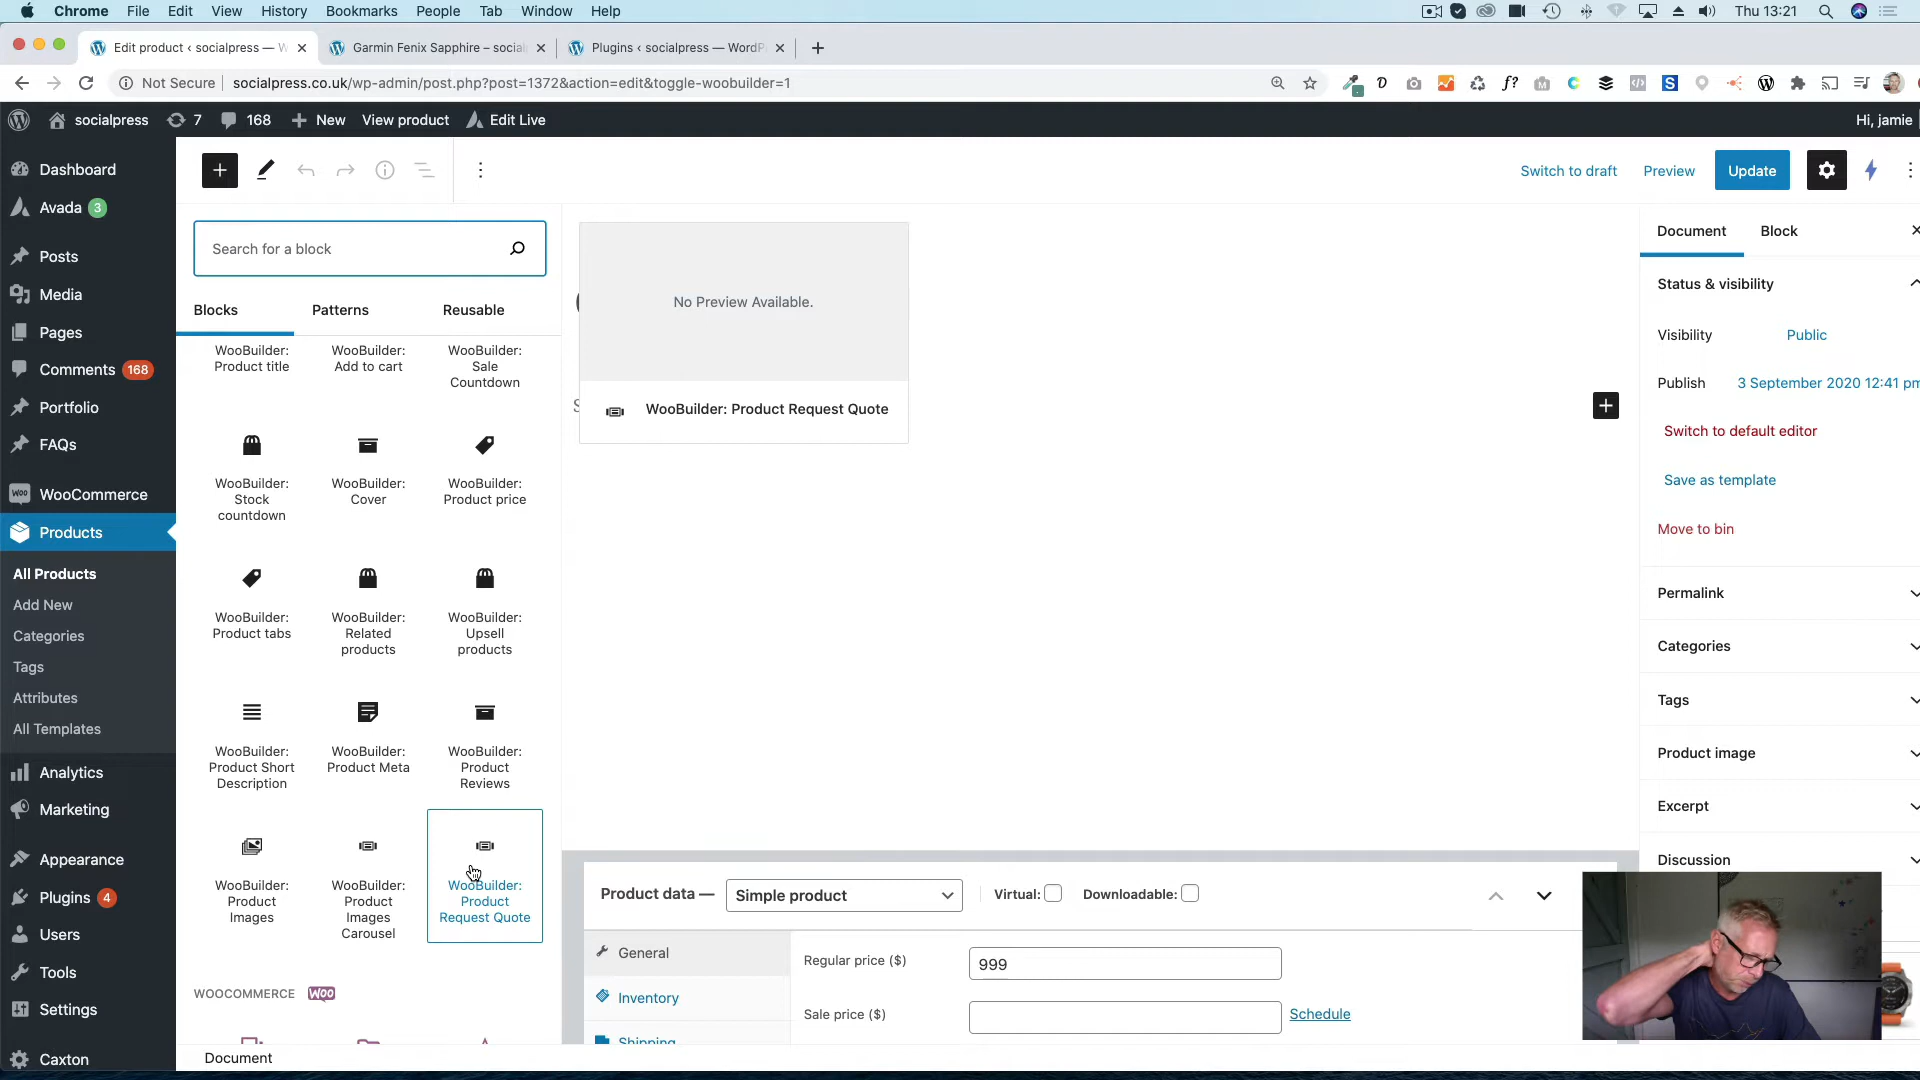 Chrome File Edit View History Bookmarks People Tab Window Help
Thu 13:21
Edit product ‹ socialpress — W
Garmin Fenix Sapphire – social
Plugins ‹ socialpress — WordP
Not Secure
socialpress.co.uk/wp-admin/post.php?post=1372&action=edit&toggle-woobuilder=1
socialpress
7
168
New
View product
Edit Live
Hi, jamie
Dashboard
Avada 3
Posts
Media
Pages
Comments 168
Portfolio
FAQs
WooCommerce
Products
All Products
Add New
Categories
Tags
Attributes
All Templates
Analytics
Marketing
Appearance
Plugins 4
Users
Tools
Settings
Caxton
Switch to draft
Preview
Update
Search for a block
Blocks
Patterns
Reusable
WooBuilder:
Product title
WooBuilder:
Add to cart
WooBuilder:
Sale
Countdown
WooBuilder:
Stock
countdown
WooBuilder:
Cover
WooBuilder:
Product price
WooBuilder:
Product tabs
WooBuilder:
Related
products
WooBuilder:
Upsell
products
WooBuilder:
Product Short
Description
WooBuilder:
Product Meta
WooBuilder:
Product
Reviews
WooBuilder:
Product
Images
WooBuilder:
Product
Images
Carousel
WooBuilder:
Product
Request Quote
WOOCOMMERCE WOO
Document
No Preview Available.
WooBuilder: Product Request Quote
Product data —
Simple product
Virtual:
Downloadable:
General
Inventory
Shipping
Regular price ($)
999
Sale price ($)
Schedule
Document
Block
Status & visibility
Visibility
Public
Publish
3 September 2020 12:41 pm
Switch to default editor
Save as template
Move to bin
Permalink
Categories
Tags
Product image
Excerpt
Discussion